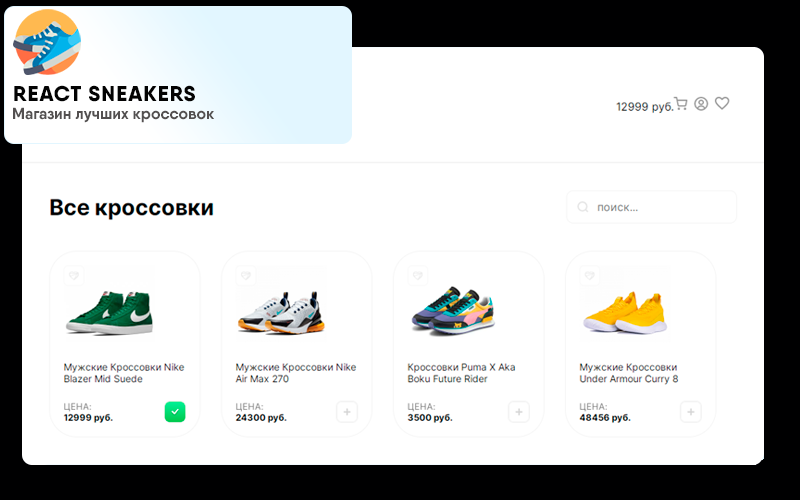 REACT SNEAKERS
Магазин лучших кроссовок
12999 руб.
Все кроссовки
поиск...
Мужские Кроссовки Nike
Blazer Mid Suede
ЦЕНА:
12999 руб.
Мужские Кроссовки Nike
Air Max 270
ЦЕНА:
24300 руб.
Кроссовки Puma X Aka
Boku Future Rider
ЦЕНА:
3500 руб.
Мужские Кроссовки
Under Armour Curry 8
ЦЕНА:
48456 руб.